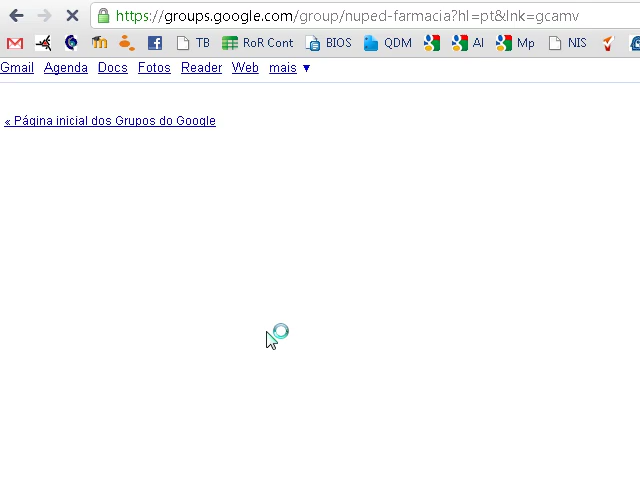 https://groups.google.com/group/nuped-farmacia?hl=pt&lnk=gcamv
TB RoR Cont BIOS QDM AI Mp NIS
Gmail Agenda Docs Fotos Reader Web mais ▼
« Página inicial dos Grupos do Google